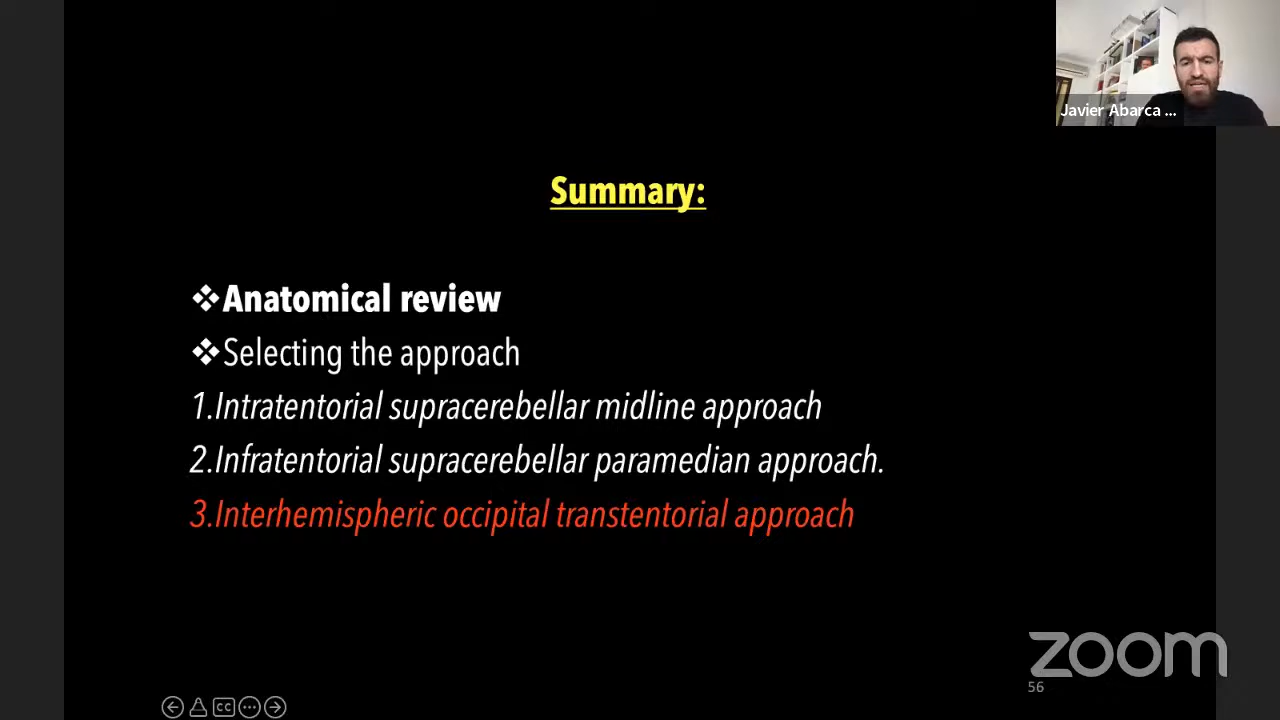 Javier Abarca ...
Summary:
❖Anatomical review
❖Selecting the approach
1.Intratentorial supracerebellar midline approach
2.Infratentorial supracerebellar paramedian approach.
3.Interhemispheric occipital transtentorial approach
zoom
56
CC